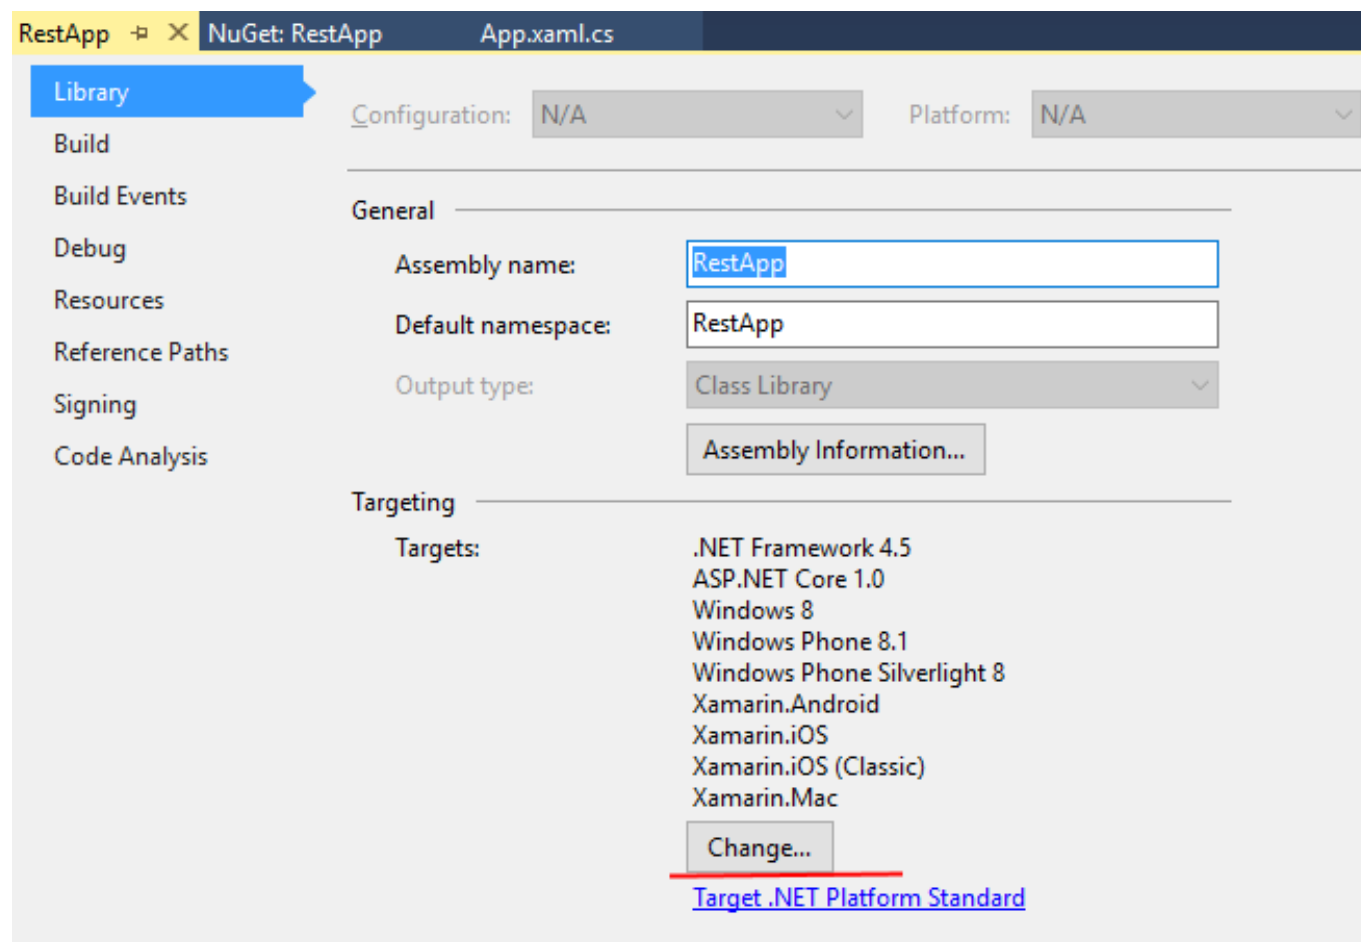 RestApp NuGet: RestApp App.xaml.cs
Library
Build
Build Events
Debug
Resources
Reference Paths
Signing
Code Analysis
Configuration: N/A Platform: N/A
General
Assembly name: RestApp
Default namespace: RestApp
Output type: Class Library
Assembly Information...
Targeting
Targets: .NET Framework 4.5
ASP.NET Core 1.0
Windows 8
Windows Phone 8.1
Windows Phone Silverlight 8
Xamarin.Android
Xamarin.iOS
Xamarin.iOS (Classic)
Xamarin.Mac
Change...
Target .NET Platform Standard